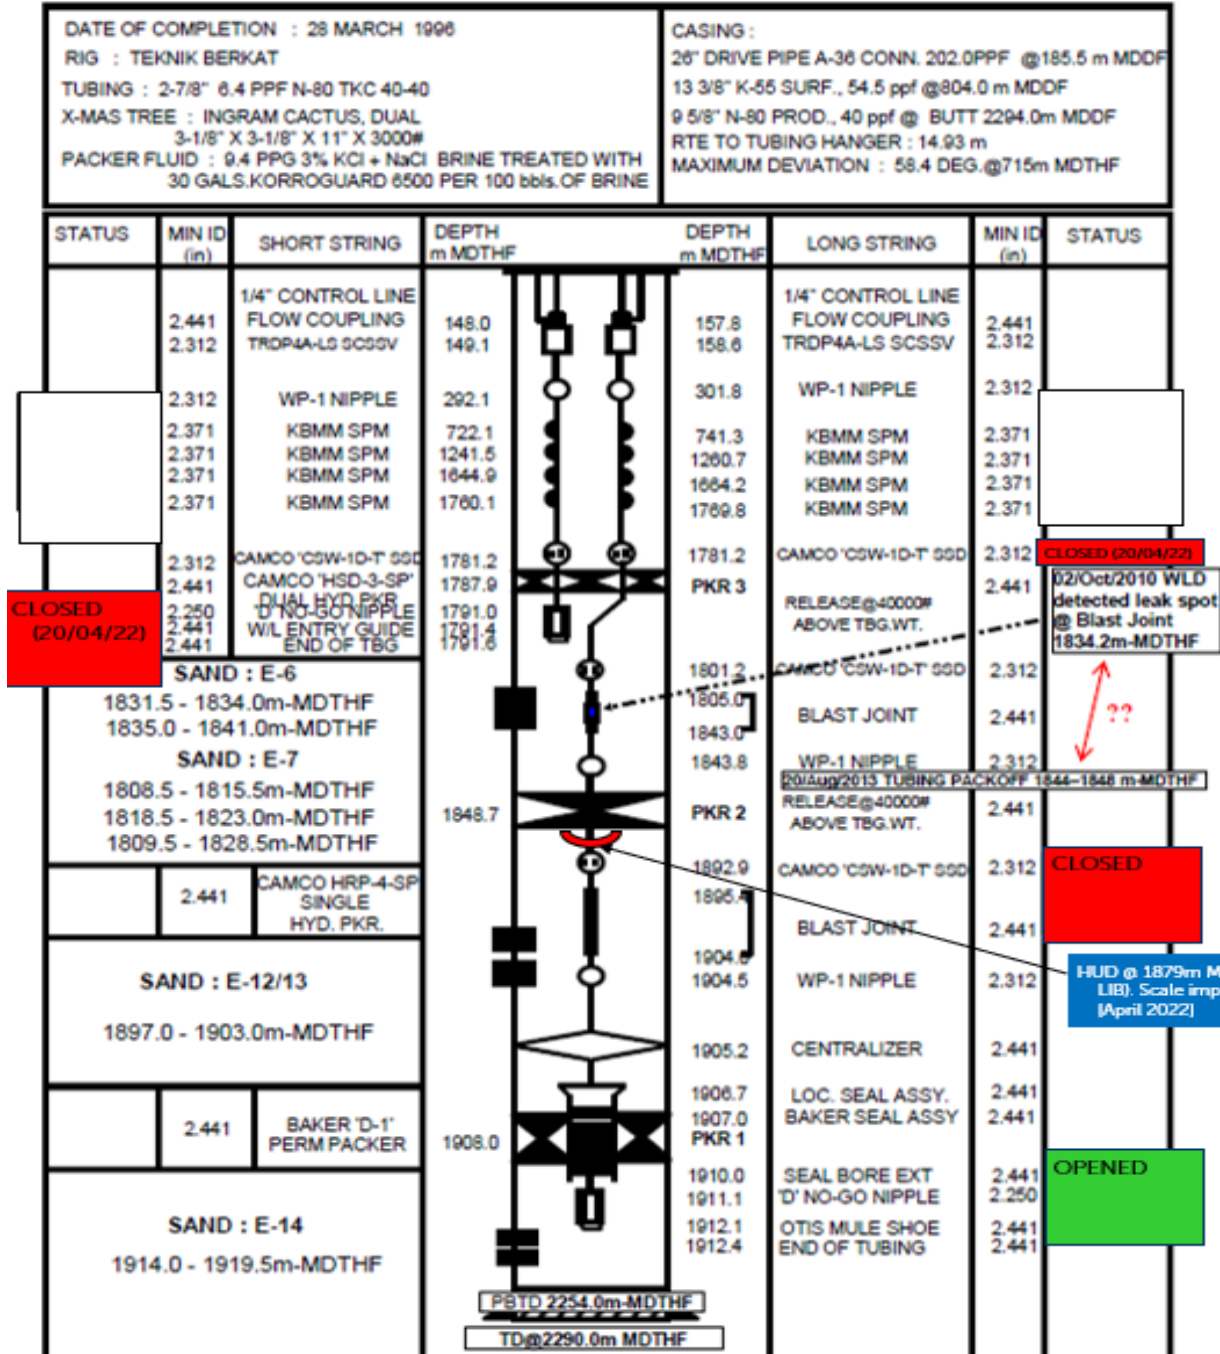 DATE OF COMPLETION : 28 MARCH 1996
RIG : TEKNIK BERKAT
TUBING : 2-7/8" 6.4 PPF N-80 TKC 40-40
X-MAS TREE : INGRAM CACTUS, DUAL
3-1/8" X 3-1/8" X 11" X 3000#
PACKER FLUID : 9.4 PPG 3% KCl + NaCl BRINE TREATED WITH
30 GALS.KORROGUARD 6500 PER 100 bbls.OF BRINE
CASING :
26" DRIVE PIPE A-36 CONN. 202.0PPF @185.5 m MDDF
13 3/8" K-55 SURF., 54.5 ppf @804.0 m MDDF
9 5/8" N-80 PROD., 40 ppf @ BUTT 2294.0m MDDF
RTE TO TUBING HANGER : 14.93 m
MAXIMUM DEVIATION : 58.4 DEG.@715m MDTHF
STATUS MIN ID (in) SHORT STRING DEPTH m MDTHF DEPTH m MDTHF LONG STRING MIN ID (in) STATUS
1/4" CONTROL LINE 1/4" CONTROL LINE
2.441 FLOW COUPLING 148.0 157.8 FLOW COUPLING 2.441
2.312 TRDP4A-LS SCSSV 149.1 158.6 TRDP4A-LS SCSSV 2.312
2.312 WP-1 NIPPLE 292.1 301.8 WP-1 NIPPLE 2.312
2.371 KBMM SPM 722.1 741.3 KBMM SPM 2.371
2.371 KBMM SPM 1241.5 1260.7 KBMM SPM 2.371
2.371 KBMM SPM 1644.9 1664.2 KBMM SPM 2.371
2.371 KBMM SPM 1760.1 1769.8 KBMM SPM 2.371
2.312 CAMCO 'CSW-1D-T' SSD 1781.2 1781.2 CAMCO 'CSW-1D-T' SSD 2.312 CLOSED (20/04/22)
2.441 CAMCO 'HSD-3-SP' 1787.9 PKR 3 2.441
DUAL HYD PKR
RELEASE@40000#
ABOVE TBG.WT.
02/Oct/2010 WLD
detected leak spot
@ Blast Joint
1834.2m-MDTHF
CLOSED
(20/04/22)
2.250 'D' NO-GO NIPPLE 1791.0
2.441 W/L ENTRY GUIDE 1791.4
2.441 END OF TBG 1791.6
SAND : E-6
1831.5 - 1834.0m-MDTHF
1835.0 - 1841.0m-MDTHF
SAND : E-7
1808.5 - 1815.5m-MDTHF
1818.5 - 1823.0m-MDTHF
1809.5 - 1828.5m-MDTHF
1801.2 CAMCO 'CSW-1D-T' SSD 2.312
1805.0
BLAST JOINT 2.441
1843.0
??
1843.8 WP-1 NIPPLE 2.312
20/Aug/2013 TUBING PACKOFF 1844–1848 m-MDTHF
1848.7 PKR 2 RELEASE@40000# 2.441
ABOVE TBG.WT.
2.441 CAMCO HRP-4-SP
SINGLE
HYD. PKR.
1892.9 CAMCO 'CSW-1D-T' SSD 2.312 CLOSED
1895.4
BLAST JOINT 2.441
1904.6
SAND : E-12/13
1897.0 - 1903.0m-MDTHF
1904.5 WP-1 NIPPLE 2.312
HUD @ 1879m M
LIB). Scale imp
[April 2022]
1905.2 CENTRALIZER 2.441
1906.7 LOC. SEAL ASSY. 2.441
1907.0 BAKER SEAL ASSY 2.441
2.441 BAKER 'D-1'
PERM PACKER 1908.0 PKR 1
1910.0 SEAL BORE EXT 2.441 OPENED
1911.1 'D' NO-GO NIPPLE 2.250
1912.1 OTIS MULE SHOE 2.441
1912.4 END OF TUBING 2.441
SAND : E-14
1914.0 - 1919.5m-MDTHF
PBTD 2254.0m-MDTHF
TD@2290.0m MDTHF